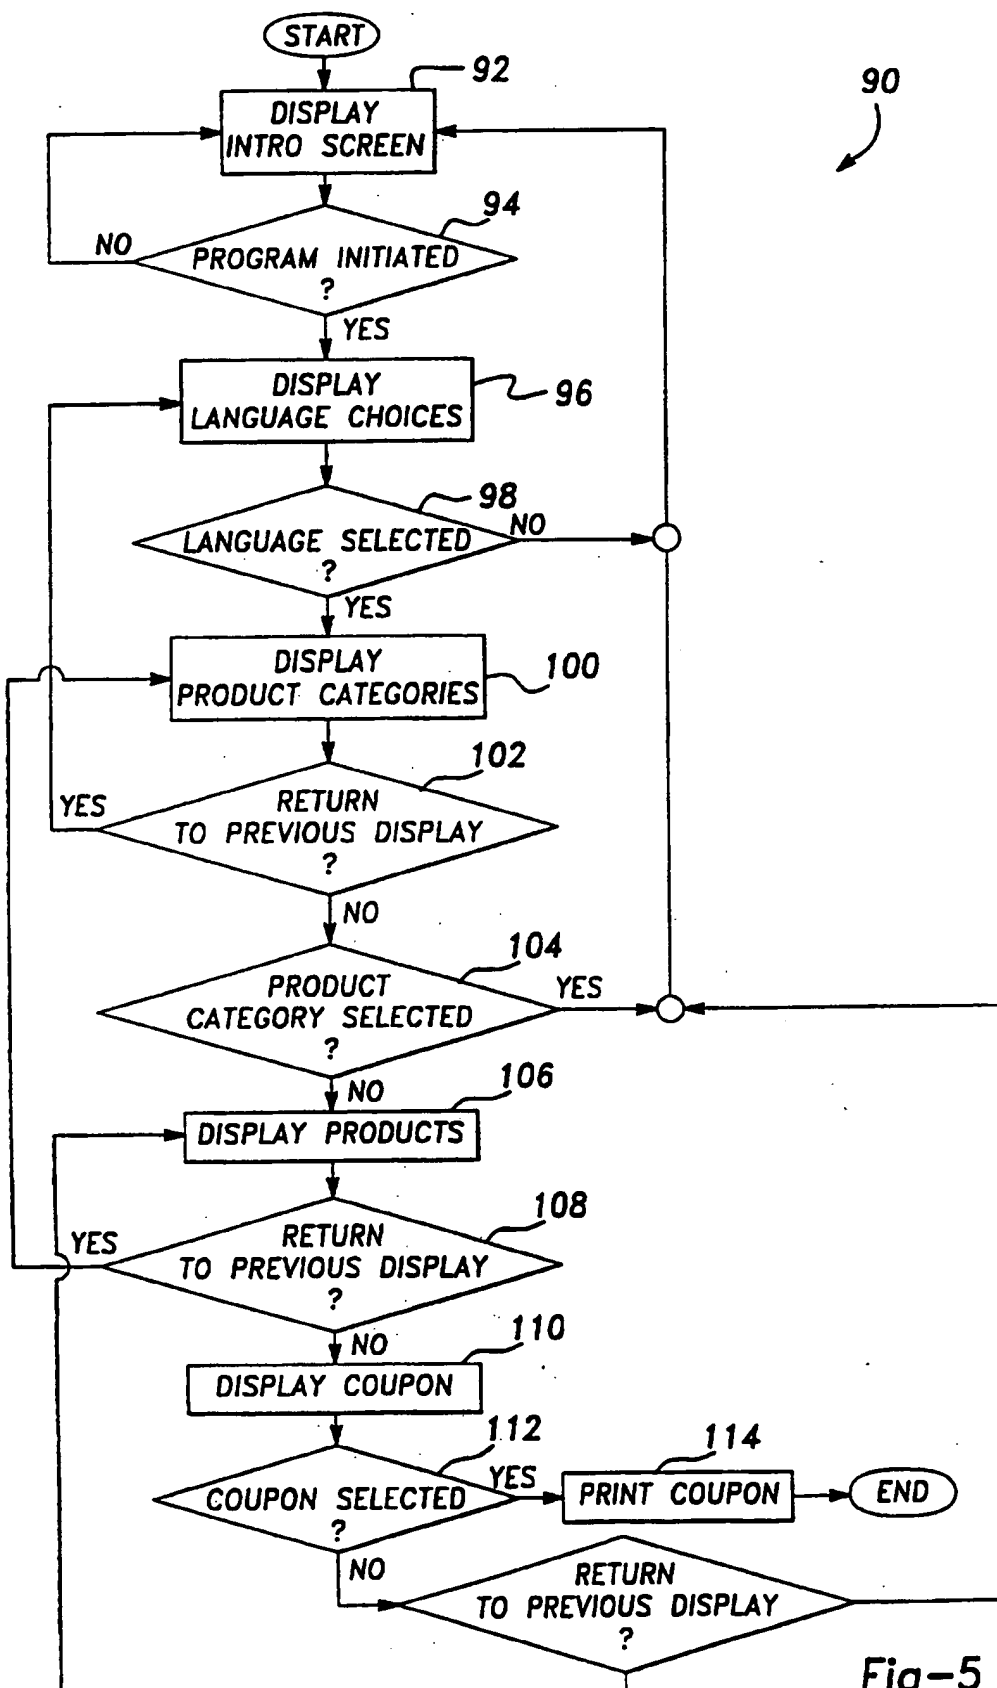 START
92
90
DISPLAY
INTRO SCREEN
94
NO
PROGRAM INITIATED
?
YES
DISPLAY
LANGUAGE CHOICES
96
98
NO
LANGUAGE SELECTED
?
YES
DISPLAY
PRODUCT CATEGORIES
100
102
YES
RETURN
TO PREVIOUS DISPLAY
?
NO
104
PRODUCT
CATEGORY SELECTED
?
YES
NO
106
DISPLAY PRODUCTS
108
YES
RETURN
TO PREVIOUS DISPLAY
?
NO
110
DISPLAY COUPON
112
COUPON SELECTED
?
YES
114
PRINT COUPON
END
NO
RETURN
TO PREVIOUS DISPLAY
?
Fig-5